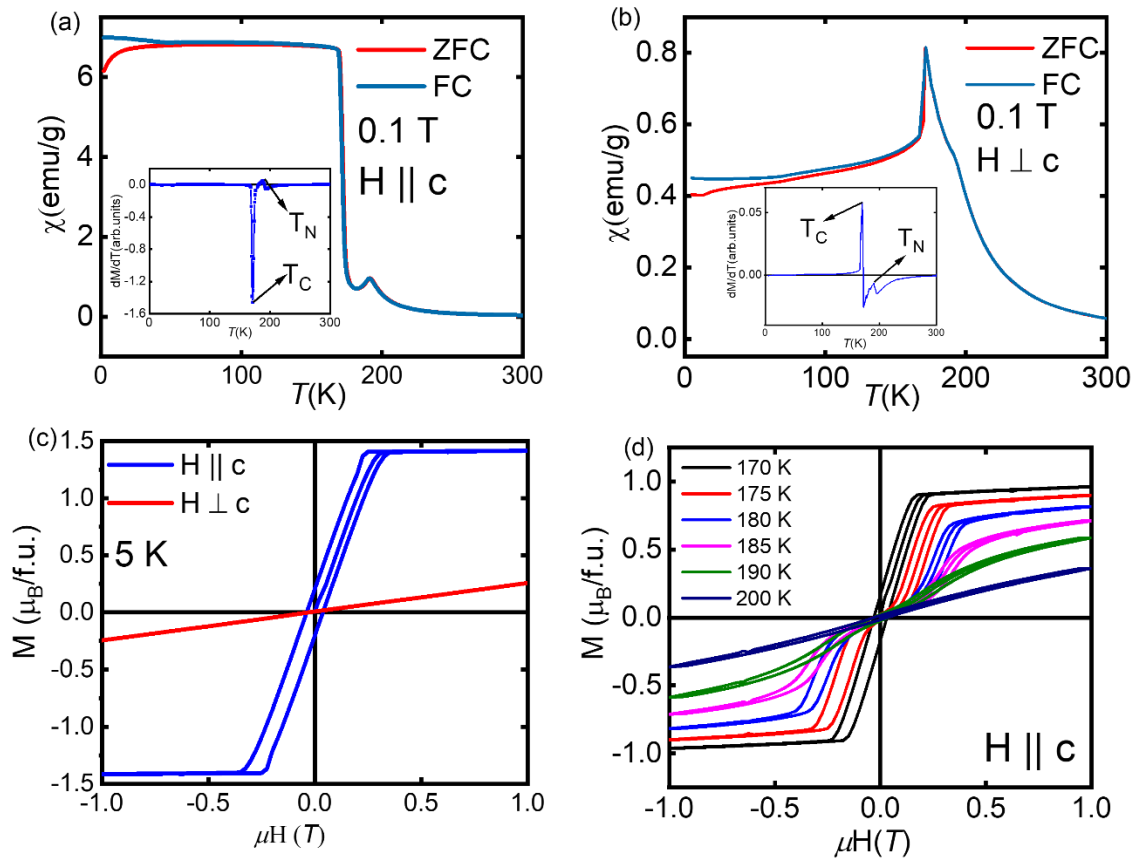 (a)
χ(emu/g)
6
4
2
0
0
100
200
300
T(K)
ZFC
FC
0.1 T
H || c
dM/dT(arb.units)
0.0
-0.4
-0.8
-1.2
-1.6
0
100
200
300
T(K)
T_N
T_C
(b)
χ(emu/g)
0.8
0.6
0.4
0.2
0.0
0
100
200
300
T(K)
ZFC
FC
0.1 T
H ⊥ c
dM/dT(arb.units)
0.05
0.00
0
100
200
300
T(K)
T_C
T_N
(c)
M (μ_B/f.u.)
1.5
1.0
0.5
0.0
-0.5
-1.0
-1.5
-1.0
-0.5
0.0
0.5
1.0
μH (T)
H || c
H ⊥ c
5 K
(d)
M (μ_B/f.u.)
1.0
0.5
0.0
-0.5
-1.0
-1.0
-0.5
0.0
0.5
1.0
μH(T)
170 K
175 K
180 K
185 K
190 K
200 K
H || c